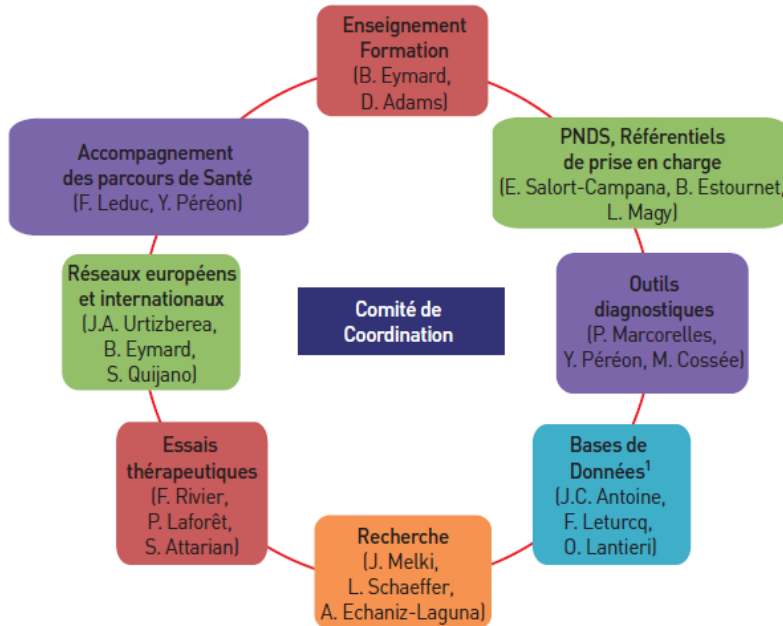 Enseignement
Formation
(B. Eymard,
D. Adams)
PNDS, Référentiels
de prise en charge
(E. Salort-Campana, B. Estournet,
L. Magy)
Outils
diagnostiques
(P. Marcorelles,
Y. Péréon, M. Cossée)
Bases de
Données¹
(J.C. Antoine,
F. Leturcq,
O. Lantieri)
Recherche
(J. Melki,
L. Schaeffer,
A. Echaniz-Laguna)
Essais
thérapeutiques
(F. Rivier,
P. Laforêt,
S. Attarian)
Réseaux européens
et internationaux
(J.A. Urtizberea,
B. Eymard,
S. Quijano)
Accompagnement
des parcours de Santé
(F. Leduc, Y. Péréon)
Comité de
Coordination